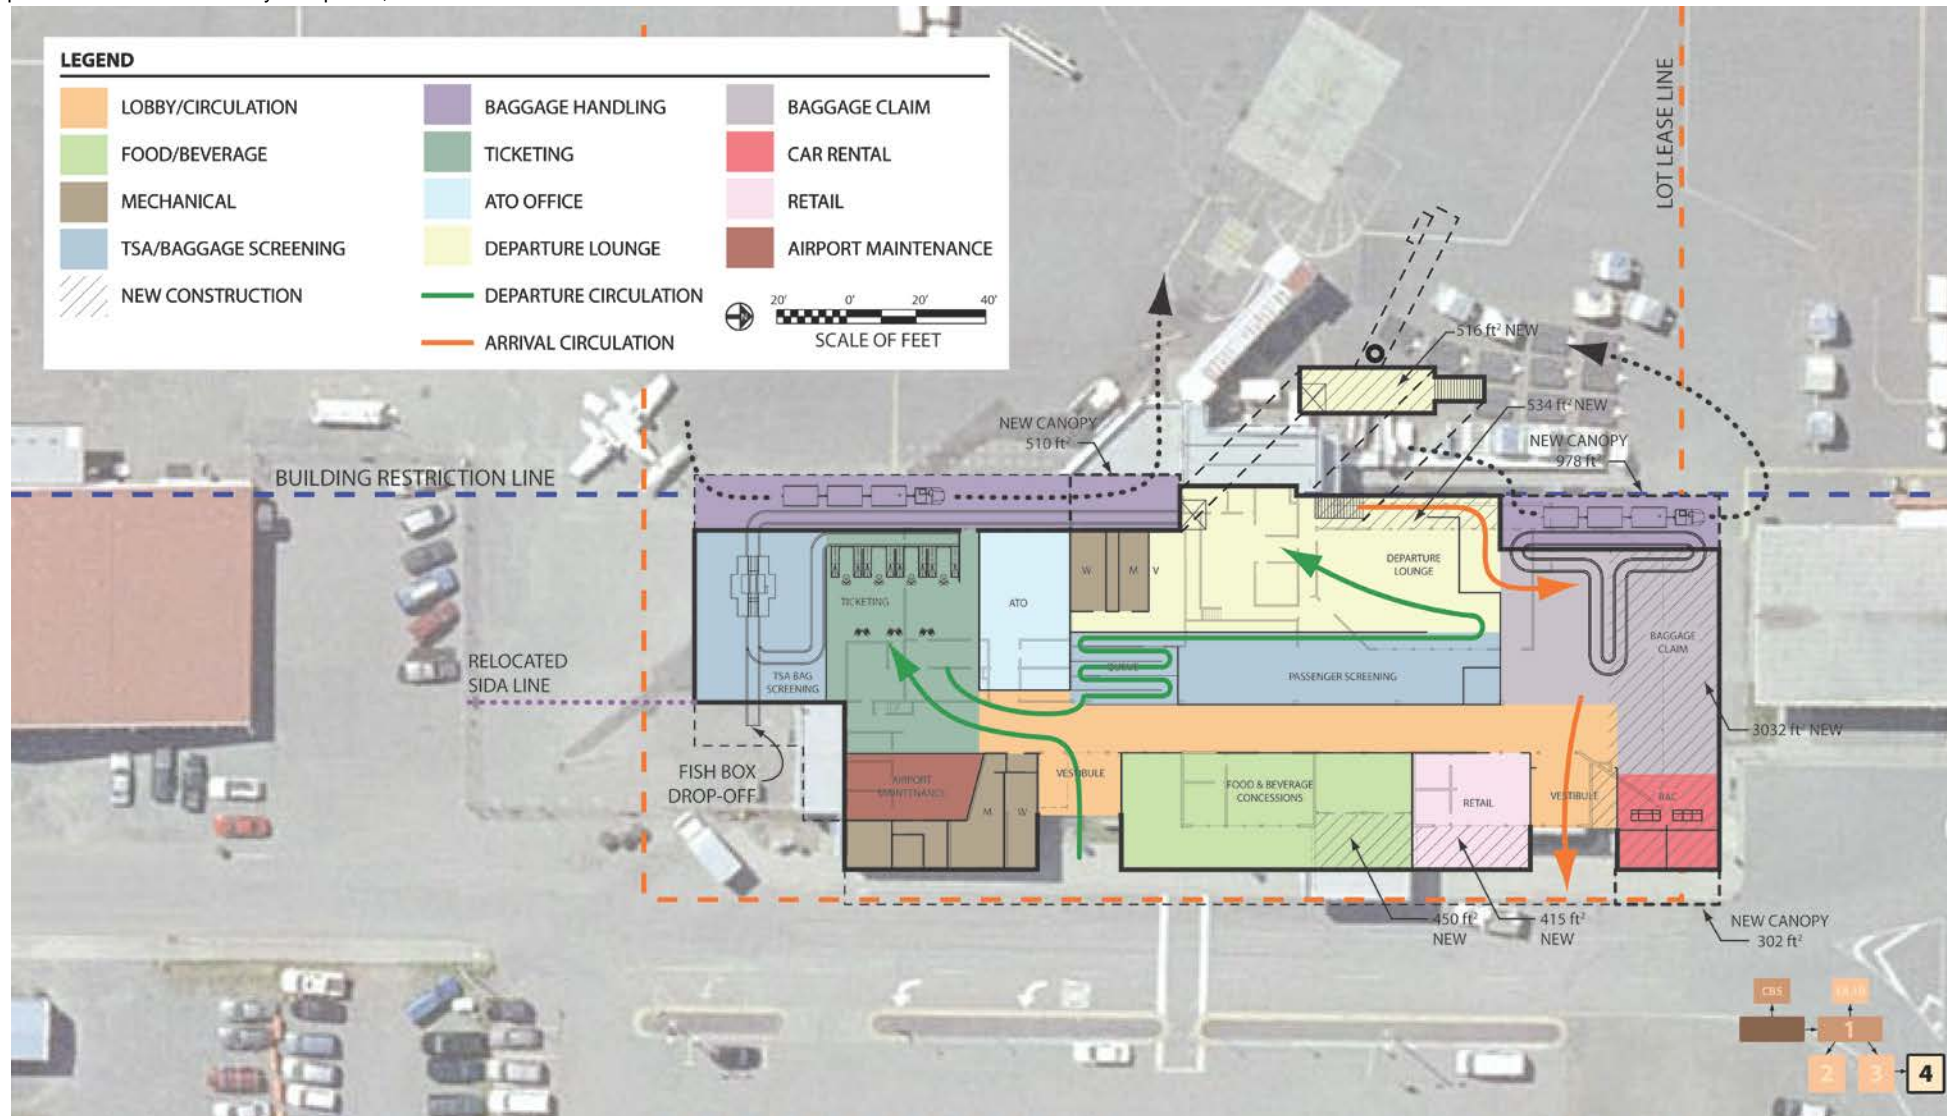 LEGEND
LOBBY/CIRCULATION
FOOD/BEVERAGE
MECHANICAL
TSA/BAGGAGE SCREENING
NEW CONSTRUCTION
BAGGAGE HANDLING
TICKETING
ATO OFFICE
DEPARTURE LOUNGE
DEPARTURE CIRCULATION
ARRIVAL CIRCULATION
BAGGAGE CLAIM
CAR RENTAL
RETAIL
AIRPORT MAINTENANCE
20' 0' 20' 40'
SCALE OF FEET
LOT LEASE LINE
516 ft² NEW
534 ft² NEW
NEW CANOPY
510 ft²
NEW CANOPY
978 ft²
BUILDING RESTRICTION LINE
DEPARTURE
LOUNGE
W M V
TICKETING
ATO
BAGGAGE
CLAIM
RELOCATED
SIDA LINE
TSA BAG
SCREENING
QUEUE
PASSENGER SCREENING
3032 ft² NEW
FISH BOX
DROP-OFF
AIRPORT
MAINTENANCE
M W
VESTIBULE
FOOD & BEVERAGE
CONCESSIONS
RETAIL
VESTIBULE
RAC
450 ft²
NEW
415 ft²
NEW
NEW CANOPY
302 ft²
CBS
1
2 3 4